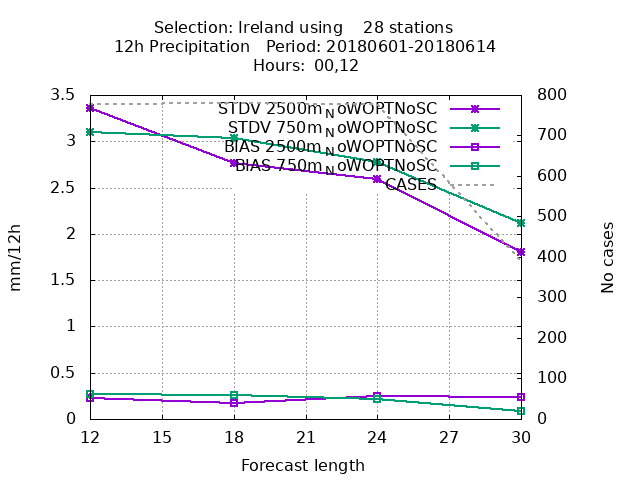 Selection: Ireland using 28 stations
12h Precipitation Period: 20180601-20180614
Hours: 00,12
3.5
3
2.5
2
1.5
1
0.5
0
mm/12h
STDV 2500m_NoWOPTNoSC
STDV 750m_NoWOPTNoSC
BIAS 2500m_NoWOPTNoSC
BIAS 750m_NoWOPTNoSC
CASES
800
700
600
500
400
300
200
100
0
No cases
12 15 18 21 24 27 30
Forecast length